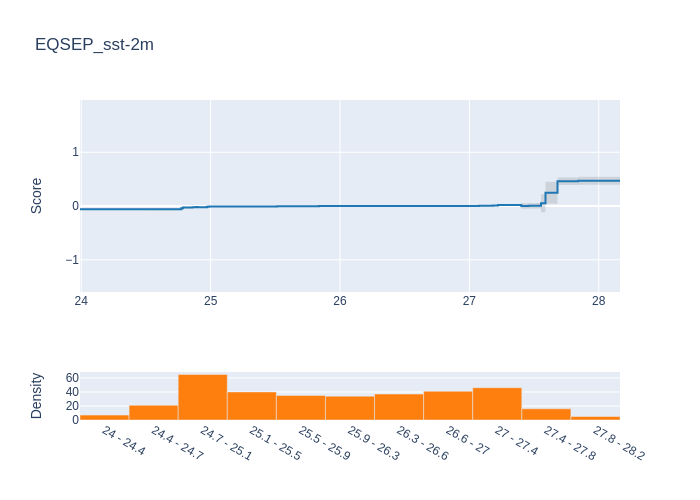 EQSEP_sst-2m
Score
1
0
−1
24 25 26 27 28
Density
60
40
20
0
24 - 24.4
24.4 - 24.7
24.7 - 25.1
25.1 - 25.5
25.5 - 25.9
25.9 - 26.3
26.3 - 26.6
26.6 - 27
27 - 27.4
27.4 - 27.8
27.8 - 28.2